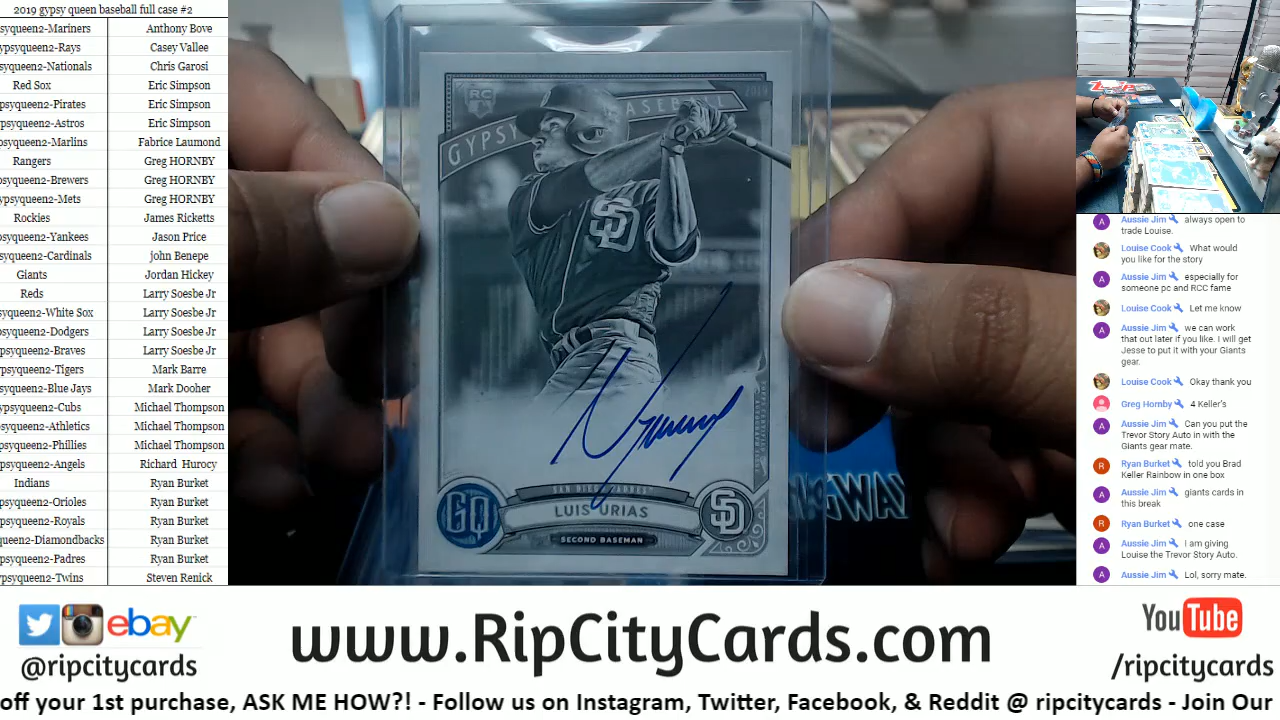 2019 gypsy queen baseball full case #2
syqueen2-Mariners Anthony Bove
ypsyqueen2-Rays Casey Vallee
psyqueen2-Nationals Chris Garosi
Red Sox Eric Simpson
psyqueen2-Pirates Eric Simpson
psyqueen2-Astros Eric Simpson
psyqueen2-Marlins Fabrice Laumond
Rangers Greg HORNBY
psyqueen2-Brewers Greg HORNBY
ypsyqueen2-Mets Greg HORNBY
Rockies James Ricketts
psyqueen2-Yankees Jason Price
syqueen2-Cardinals john Benepe
Giants Jordan Hickey
Reds Larry Soesbe Jr
syqueen2-White Sox Larry Soesbe Jr
psyqueen2-Dodgers Larry Soesbe Jr
psyqueen2-Braves Larry Soesbe Jr
psyqueen2-Tigers Mark Barre
syqueen2-Blue Jays Mark Dooher
ypsyqueen2-Cubs Michael Thompson
syqueen2-Athletics Michael Thompson
psyqueen2-Phillies Michael Thompson
psyqueen2-Angels Richard Hurocy
Indians Ryan Burket
psyqueen2-Orioles Ryan Burket
psyqueen2-Royals Ryan Burket
queen2-Diamondbacks Ryan Burket
psyqueen2-Padres Ryan Burket
ypsyqueen2-Twins Steven Renick
RC
GYPSY
BASEBALL
2019
SD
SAN DIEGO PADRES
GQ
LUIS URIAS
SD
SECOND BASEMAN
Aussie Jim always open to
trade Louise.
Louise Cook What would
you like for the story
Aussie Jim especially for
someone pc and RCC fame
Louise Cook Let me know
Aussie Jim we can work
that out later if you like. I will get
Jesse to put it with your Giants
gear.
Louise Cook Okay thank you
Greg Hornby 4 Keller's
Aussie Jim Can you put the
Trevor Story Auto in with the
Giants gear mate.
Ryan Burket told you Brad
Keller Rainbow in one box
Aussie Jim giants cards in
this break
Ryan Burket one case
Aussie Jim I am giving
Louise the Trevor Story Auto.
Aussie Jim Lol, sorry mate.
ebay
@ripcitycards
www.RipCityCards.com
YouTube
/ripcitycards
off your 1st purchase, ASK ME HOW?! - Follow us on Instagram, Twitter, Facebook, & Reddit @ ripcitycards - Join Our